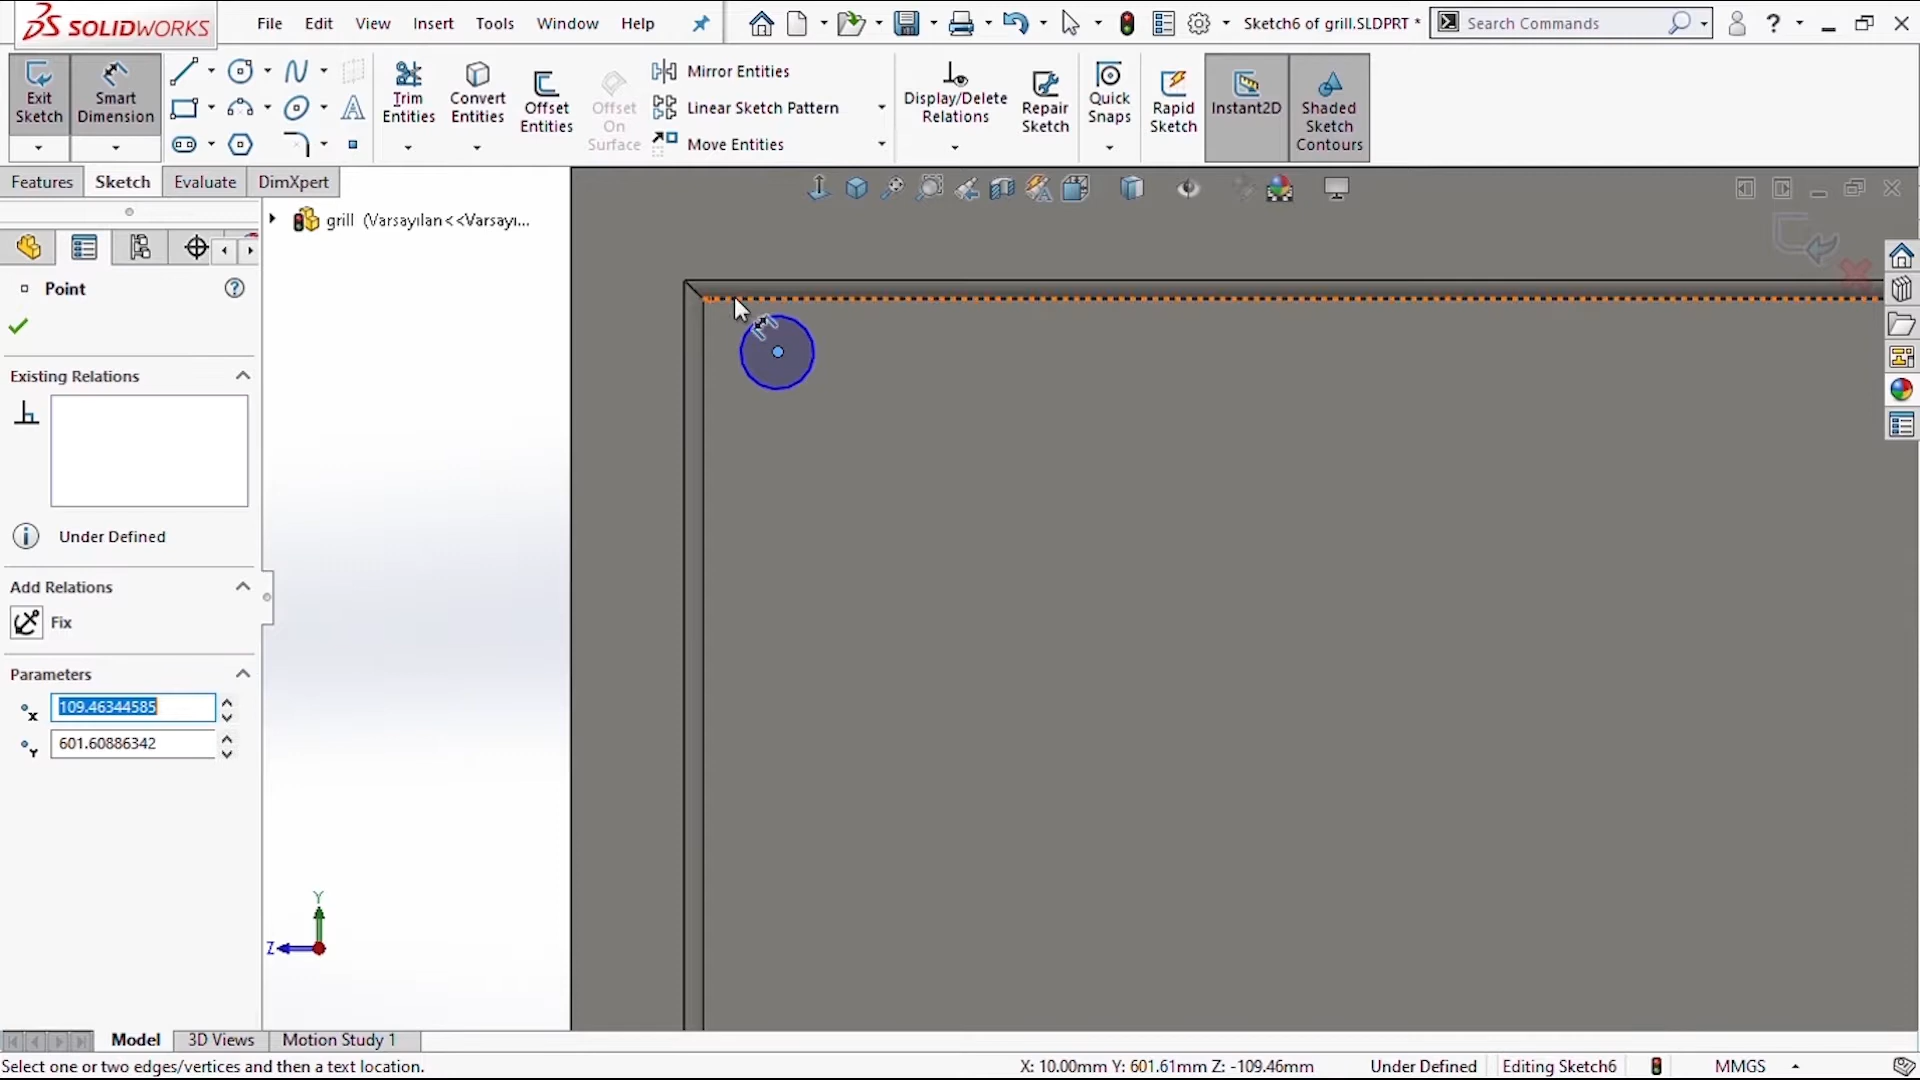 SOLIDWORKS
File Edit View Insert Tools Window Help
Sketch6 of grill.SLDPRT *
Search Commands
?
Exit Sketch
Smart Dimension
Trim Entities
Convert Entities
Offset Entities
Offset On Surface
Mirror Entities
Linear Sketch Pattern
Move Entities
Display/Delete Relations
Repair Sketch
Quick Snaps
Rapid Sketch
Instant2D
Shaded Sketch Contours
Features Sketch Evaluate DimXpert
grill (Varsayılan<<Varsayı...
Point
?
Existing Relations
i Under Defined
Add Relations
Fix
Parameters
x 109.46344585
Y 601.60886342
Y
Z
Model 3D Views Motion Study 1
Select one or two edges/vertices and then a text location.
X: 10.00mm Y: 601.61mm Z: -109.46mm Under Defined Editing Sketch6 MMGS